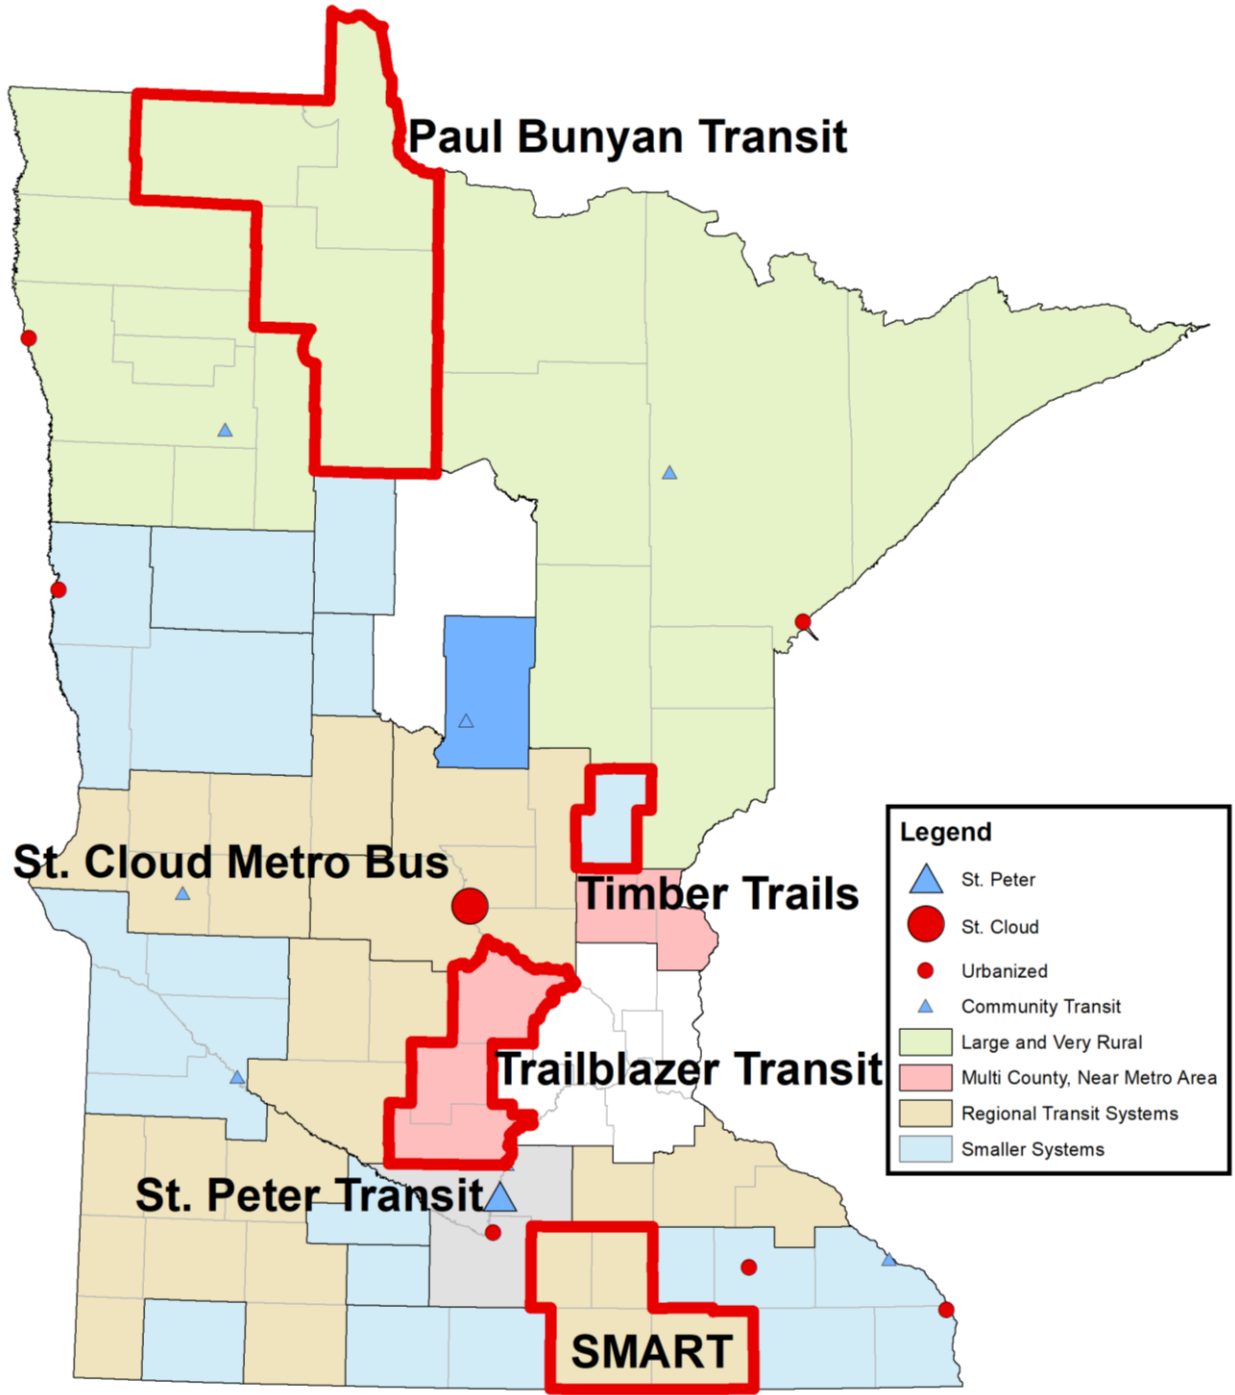 Paul Bunyan Transit
St. Cloud Metro Bus
Timber Trails
Trailblazer Transit
St. Peter Transit
SMART
Legend
St. Peter
St. Cloud
Urbanized
Community Transit
Large and Very Rural
Multi County, Near Metro Area
Regional Transit Systems
Smaller Systems